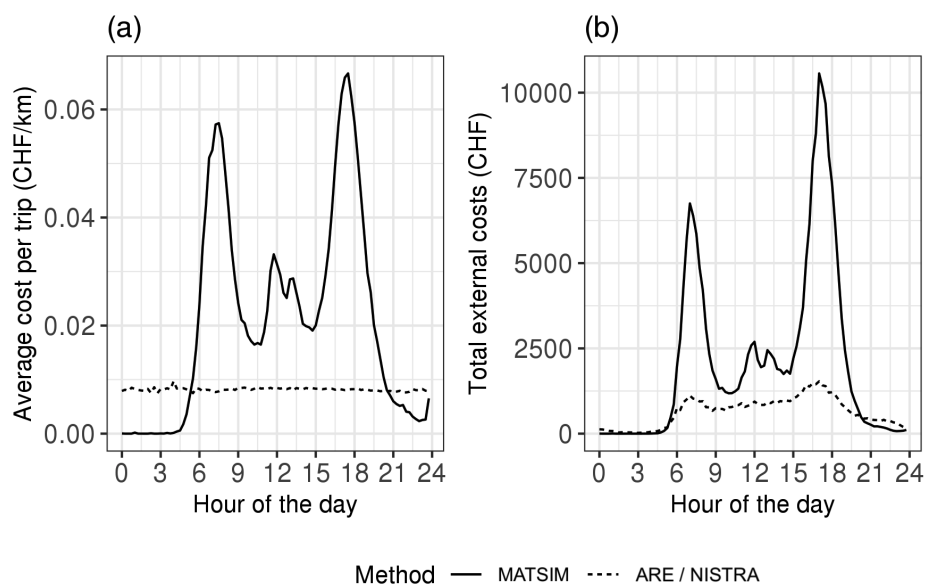 (a)
Average cost per trip (CHF/km)
0.06
0.04
0.02
0.00
0 3 6 9 12 15 18 21 24
Hour of the day
(b)
Total external costs (CHF)
10000
7500
5000
2500
0
0 3 6 9 12 15 18 21 24
Hour of the day
Method MATSIM ARE / NISTRA